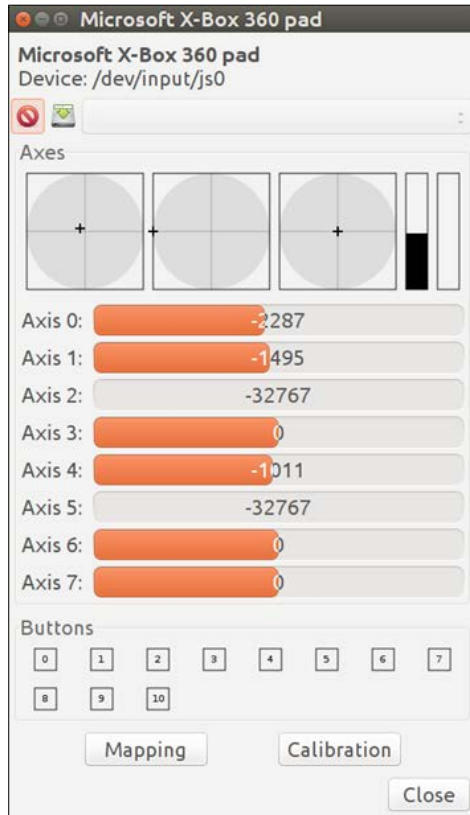 Microsoft X-Box 360 pad
Microsoft X-Box 360 pad
Device: /dev/input/js0
Axes
Axis 0: -2287
Axis 1: -1495
Axis 2: -32767
Axis 3: 0
Axis 4: -1011
Axis 5: -32767
Axis 6: 0
Axis 7: 0
Buttons
0 1 2 3 4 5 6 7
8 9 10
Mapping Calibration
Close